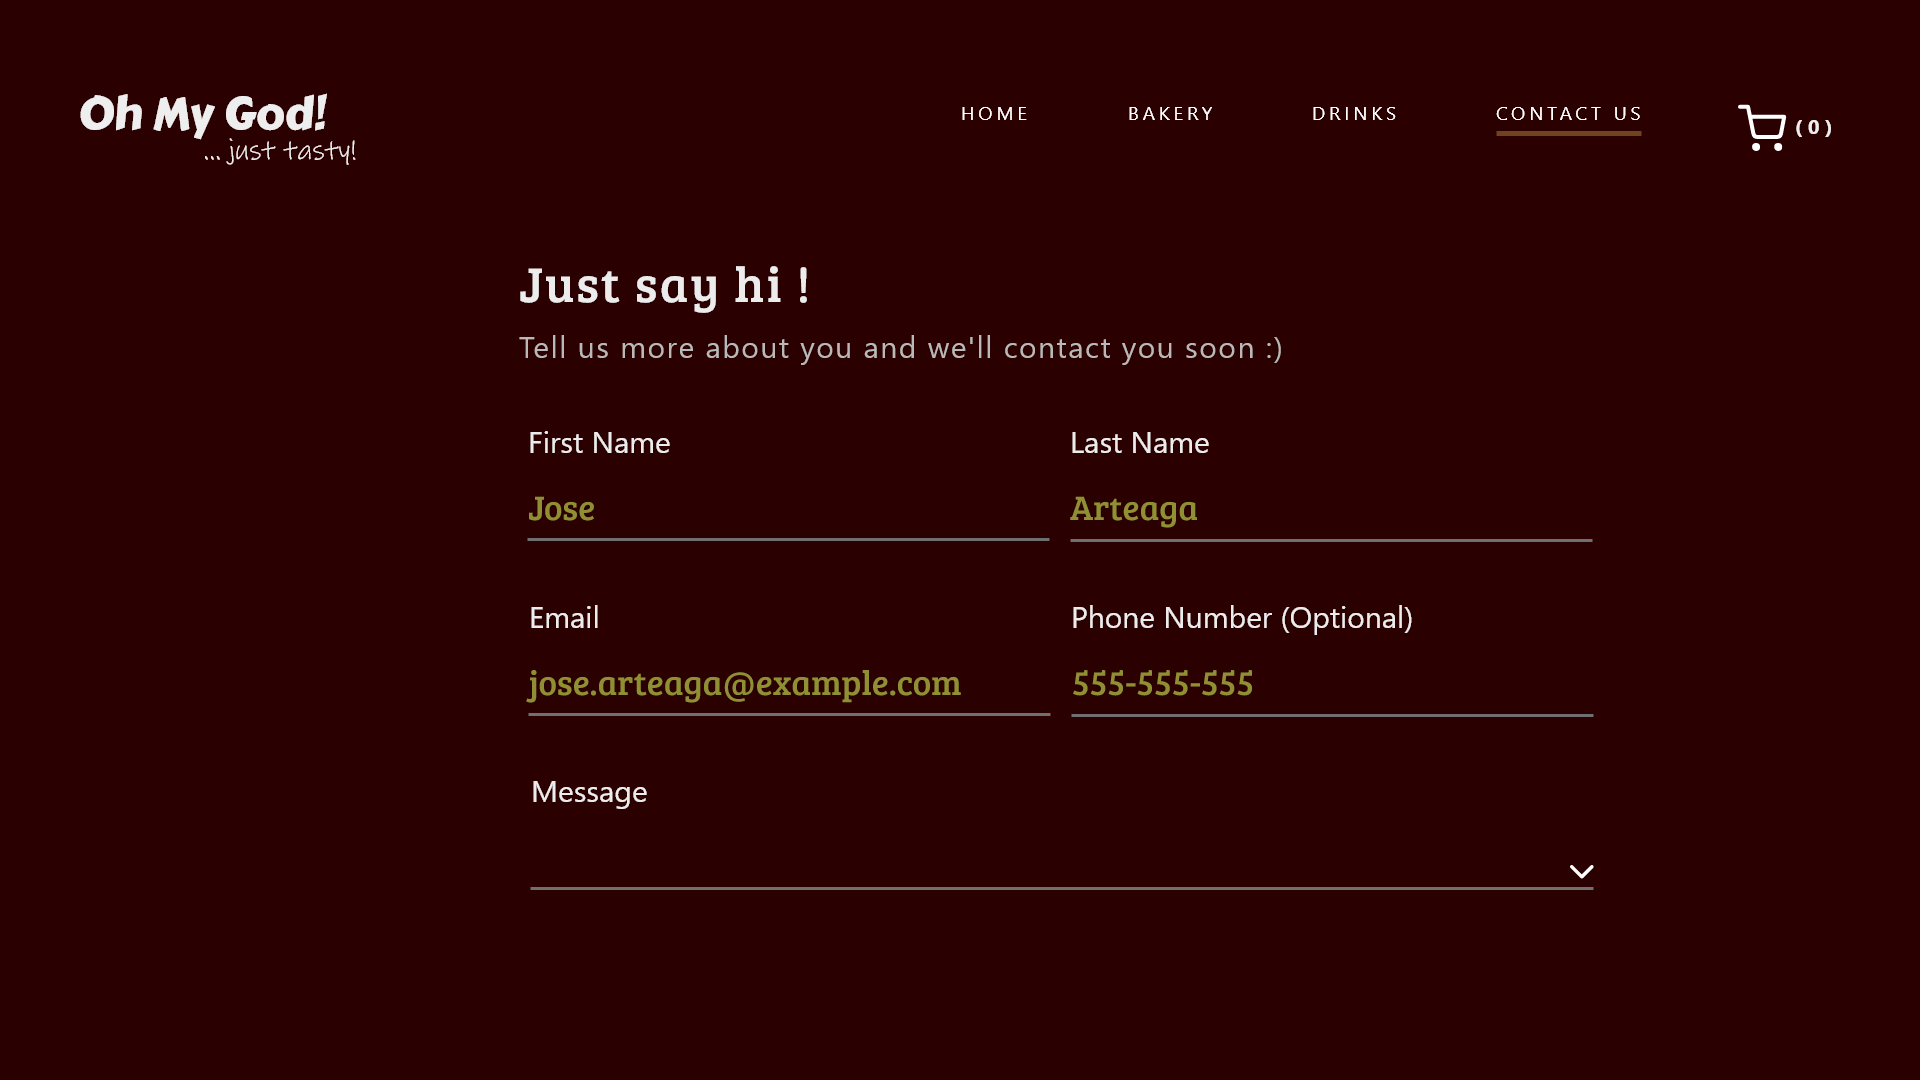 Oh My God!
... just tasty!
HOME
BAKERY
DRINKS
CONTACT US
(0)
Just say hi !
Tell us more about you and we'll contact you soon :)
First Name
Last Name
Jose
Arteaga
Email
Phone Number (Optional)
jose.arteaga@example.com
555-555-555
Message